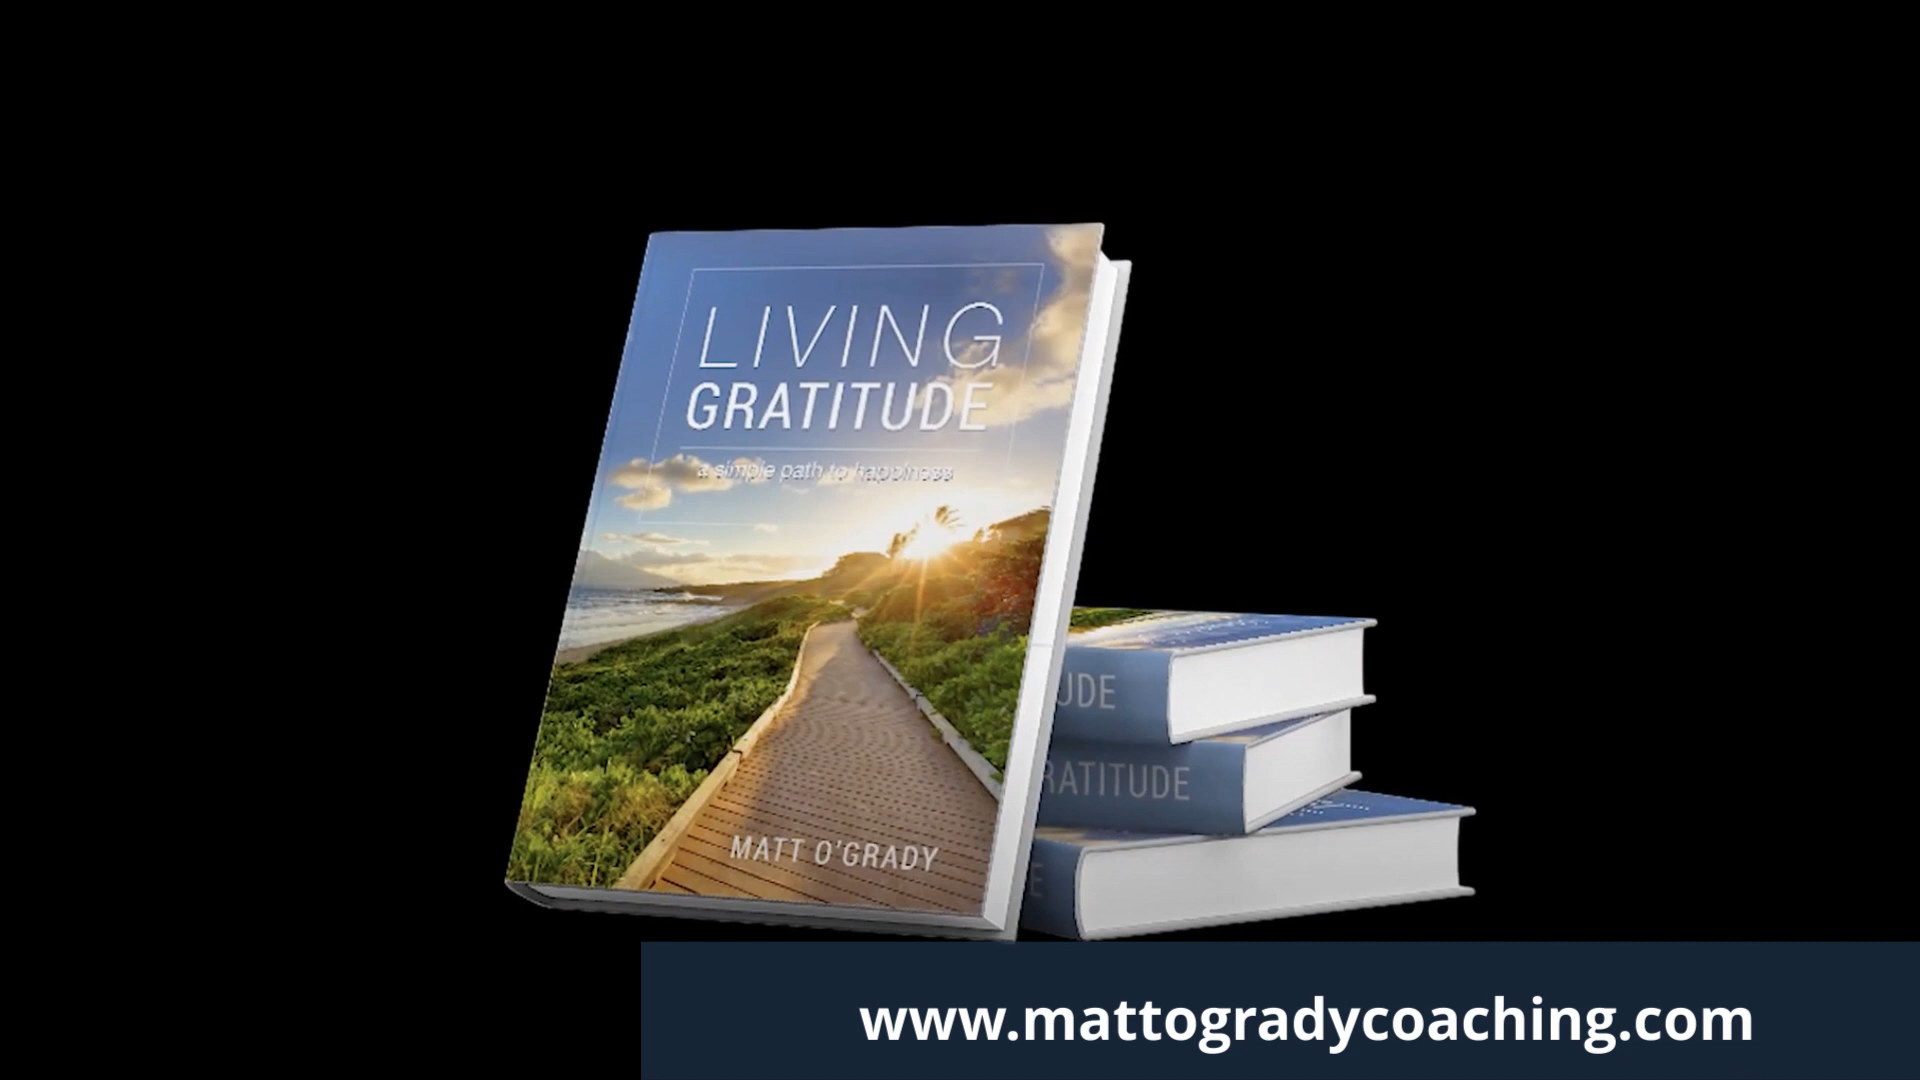 LIVING
GRATITUDE
a simple path to happiness
MATT O'GRADY
UDE
RATITUDE
E
www.mattogradycoaching.com